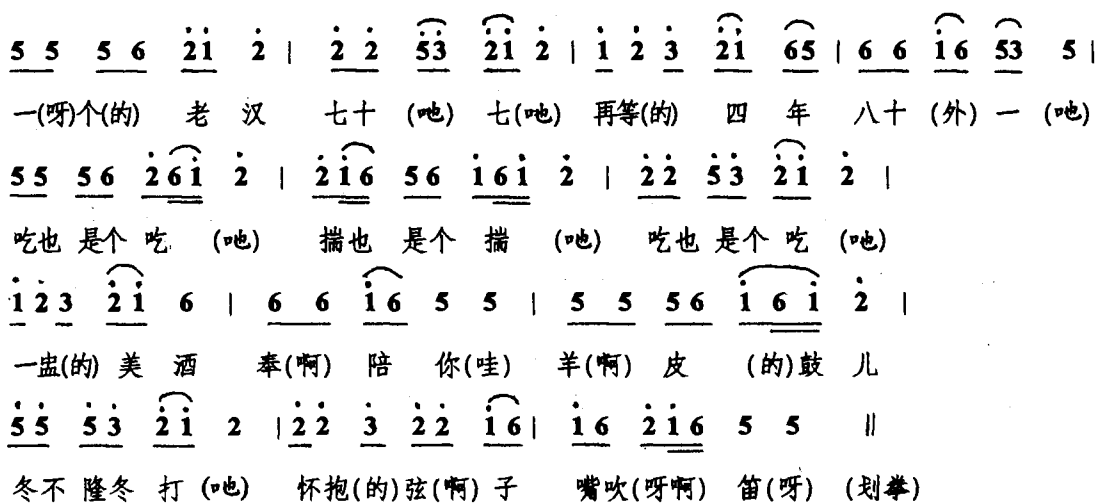 5 5 5 6 2̇1̇ 2̇ | 2̇ 2̇ 5̇3̇ 2̇1̇ 2̇ | 1̇ 2̇ 3̇ 2̇1̇ 65 | 6 6 1̇6 53 5 |
一(呀)个(的) 老 汉 七十 (吔) 七(吔) 再等(的) 四 年 八十 (外) 一 (吔)
55 56 2̇61̇ 2̇ | 2̇1̇6 56 1̇61̇ 2̇ | 2̇2̇ 5̇3̇ 2̇1̇ 2̇ |
吃也 是个 吃 (吔) 揣也 是个 揣 (吔) 吃也 是个 吃 (吔)
1̇ 2̇ 3 2̇1̇ 6 | 6 6 1̇6 5 5 | 5 5 56 1̇61̇ 2̇ |
一盅(的) 美 酒 奉(啊) 陪 你(哇) 羊(啊) 皮 (的)鼓 儿
5̇5̇ 5̇3̇ 2̇1̇ 2 | 2̇2̇ 3̇ 2̇2̇ 1̇6 | 1̇6 2̇1̇6 5 5 ‖
冬不 隆冬 打 (吔) 怀抱(的)弦(啊) 子 嘴吹(呀啊) 笛(呀) (划拳)